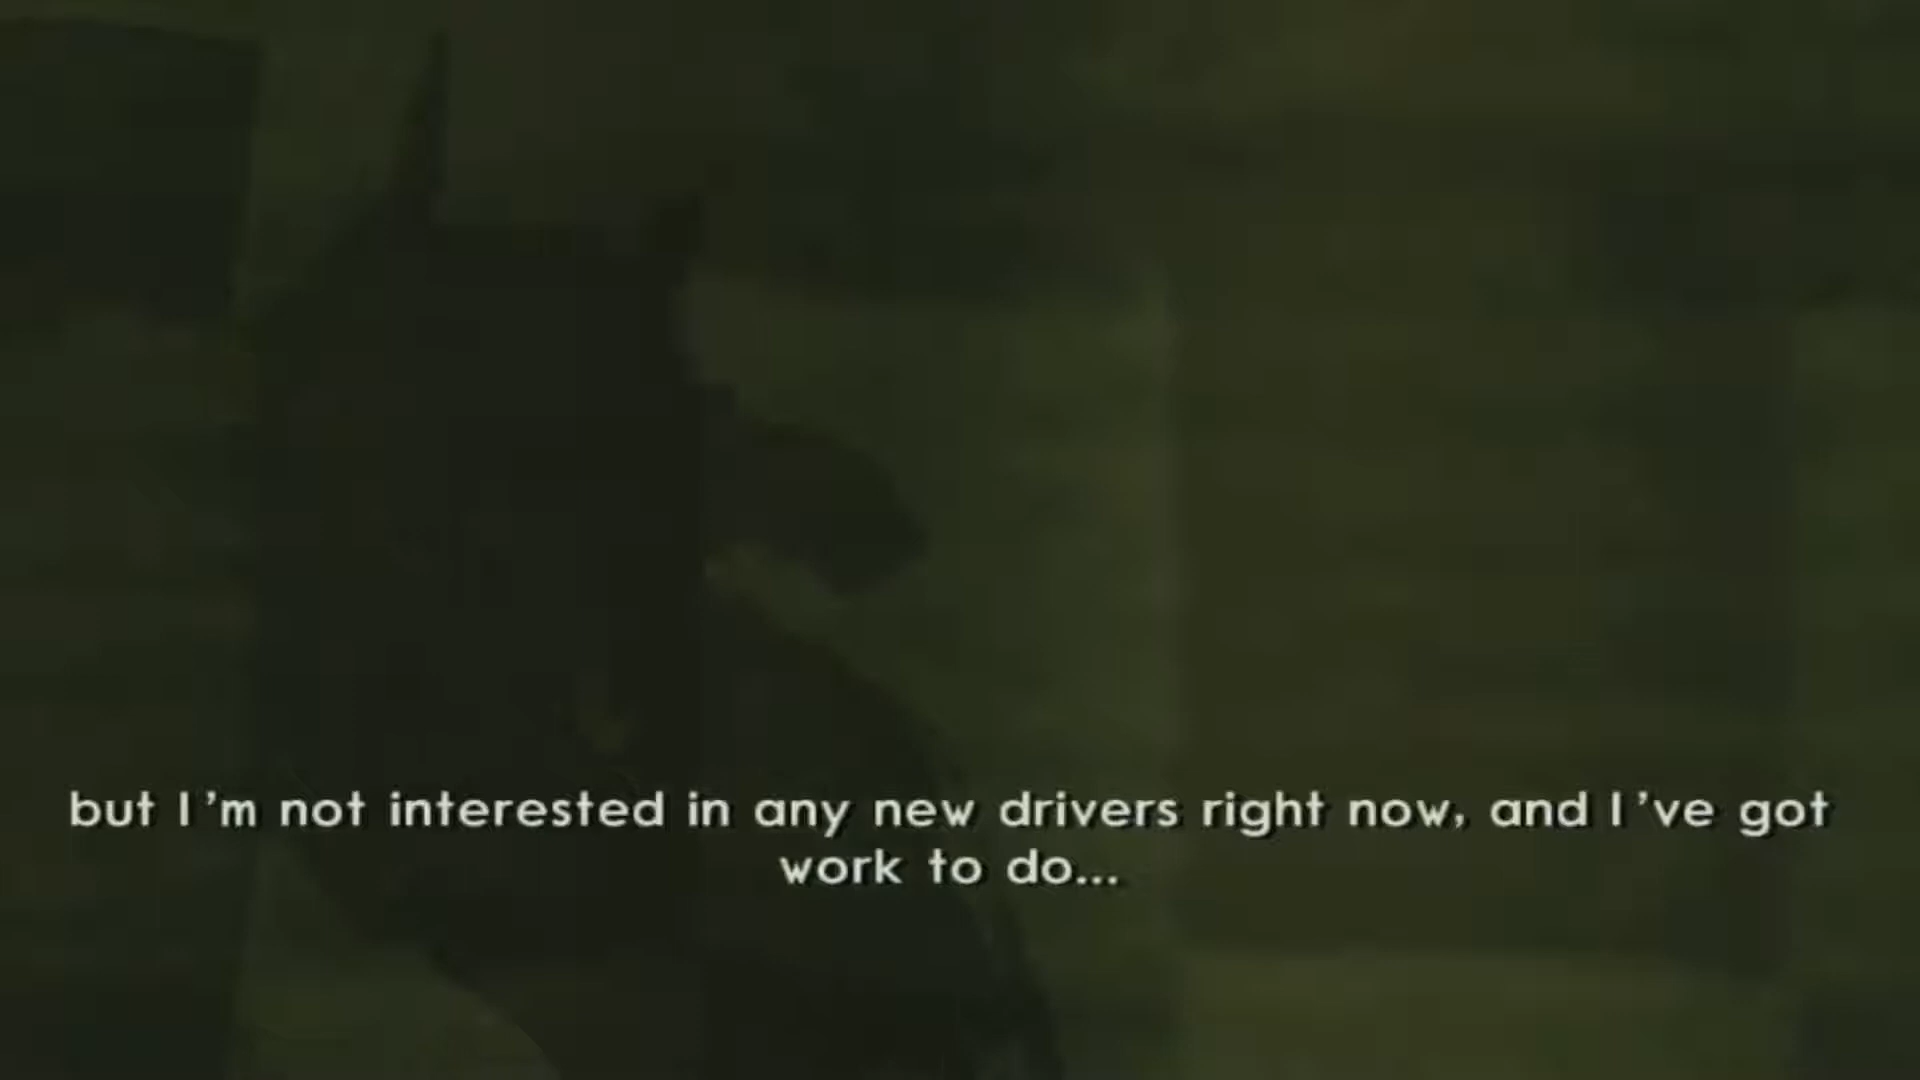 but I'm not interested in any new drivers right now, and I've got
work to do...